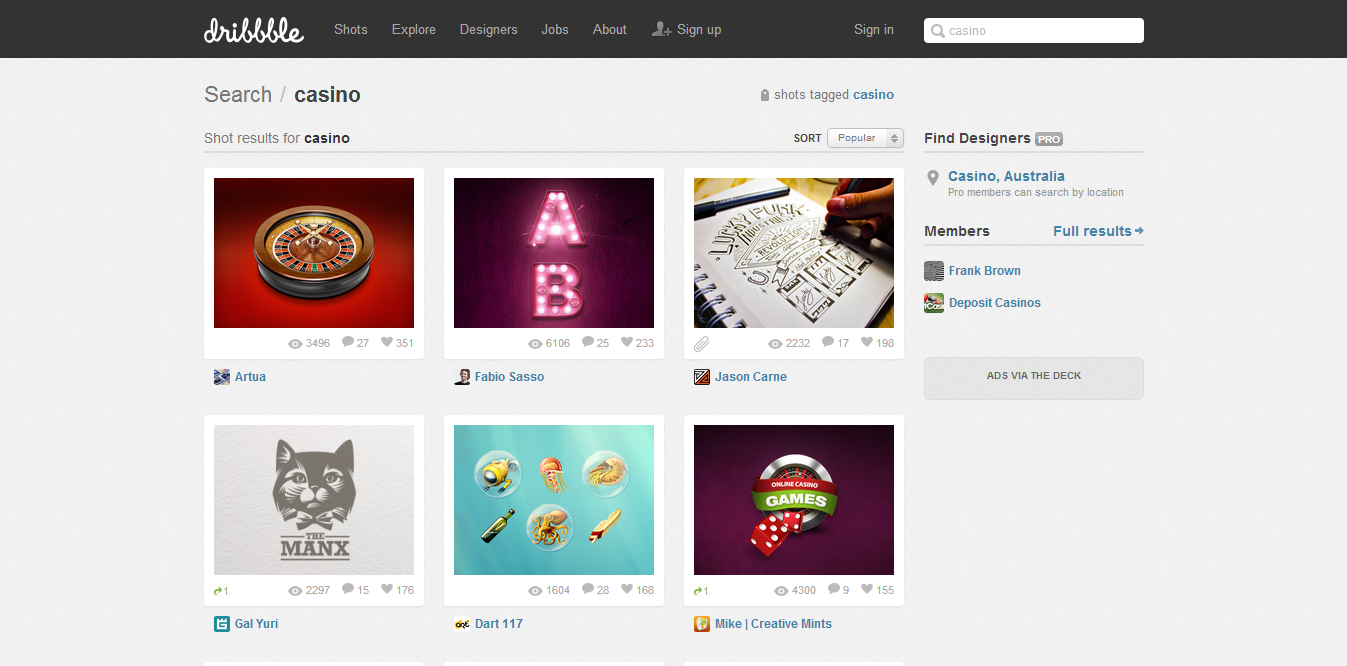 dribbble Shots Explore Designers Jobs About Sign up Sign in casino
Search / casino
shots tagged casino
Shot results for casino
SORT Popular
A
B
LUCKY PUNK
INDUSTRIES
REVOLUTION
3496 27 351
6106 25 233
2232 17 198
Artua
Fabio Sasso
Jason Carne
THE
MANX
ONLINE CASINO
GAMES
1 2297 15 176
1604 28 168
1 4300 9 155
Gal Yuri
Dart 117
Mike | Creative Mints
Find Designers PRO
Casino, Australia
Pro members can search by location
Members Full results
Frank Brown
Deposit Casinos
ADS VIA THE DECK